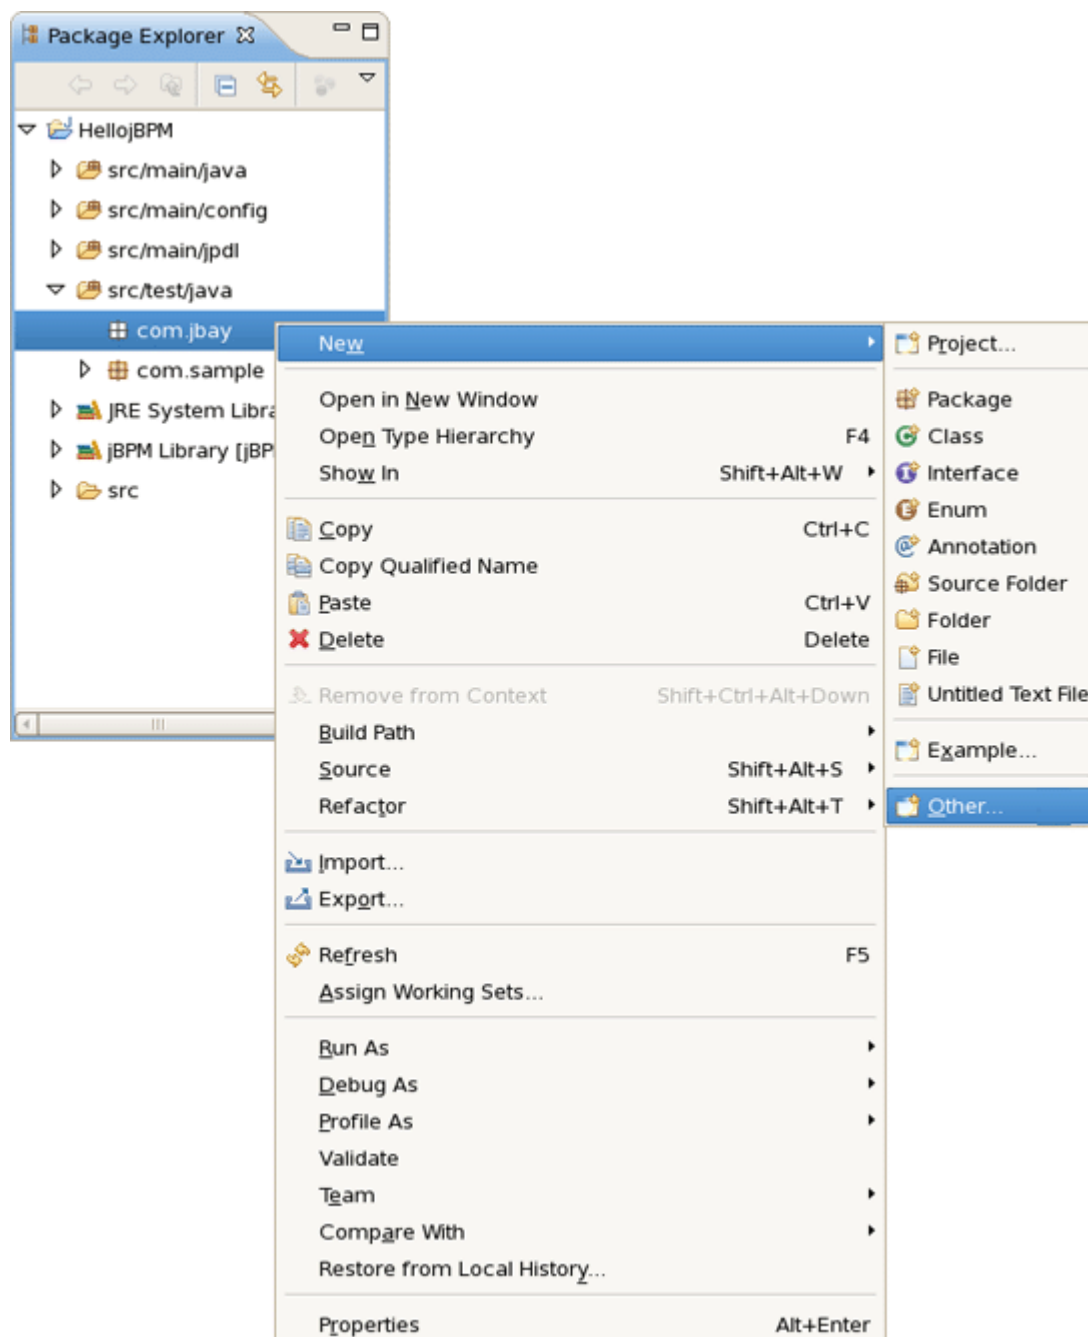 Package Explorer
HellojBPM
src/main/java
src/main/config
src/main/jpdl
src/test/java
com.jbay
com.sample
JRE System Libra
jBPM Library [jBP
src
New
Open in New Window
Open Type Hierarchy F4
Show In Shift+Alt+W
Copy Ctrl+C
Copy Qualified Name
Paste Ctrl+V
Delete Delete
Remove from Context Shift+Ctrl+Alt+Down
Build Path
Source Shift+Alt+S
Refactor Shift+Alt+T
Import...
Export...
Refresh F5
Assign Working Sets...
Run As
Debug As
Profile As
Validate
Team
Compare With
Restore from Local History...
Properties Alt+Enter
Project...
Package
Class
Interface
Enum
Annotation
Source Folder
Folder
File
Untitled Text File
Example...
Other...